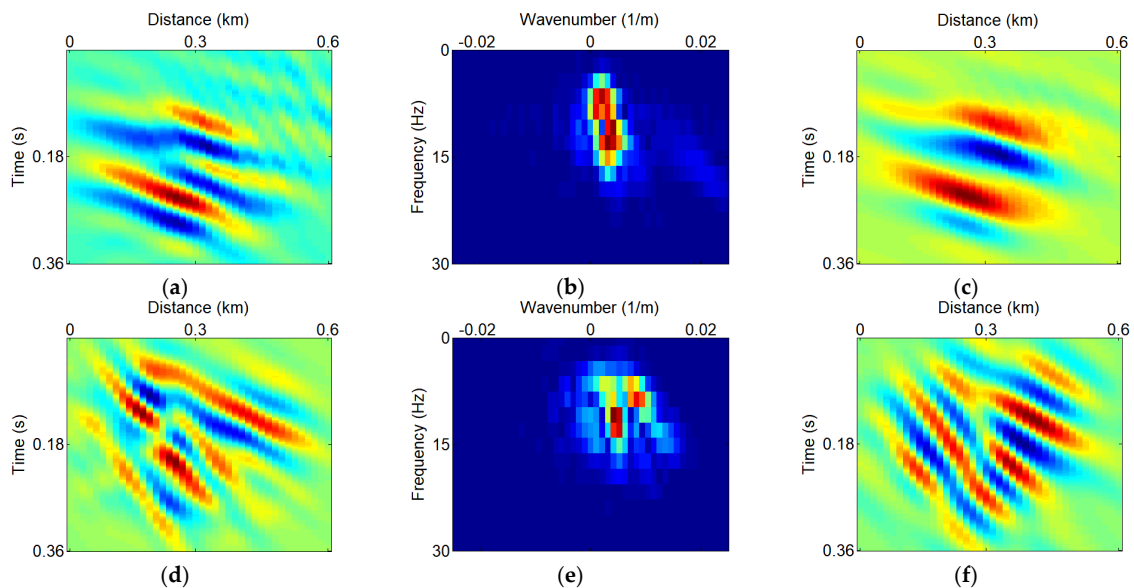 Distance (km)
0 0.3 0.6
Time (s)
0.18
0.36
(a)
Wavenumber (1/m)
-0.02 0 0.02
Frequency (Hz)
0
15
30
(b)
Distance (km)
0 0.3 0.6
Time (s)
0.18
0.36
(c)
Distance (km)
0 0.3 0.6
Time (s)
0.18
0.36
(d)
Wavenumber (1/m)
-0.02 0 0.02
Frequency (Hz)
0
15
30
(e)
Distance (km)
0 0.3 0.6
Time (s)
0.18
0.36
(f)